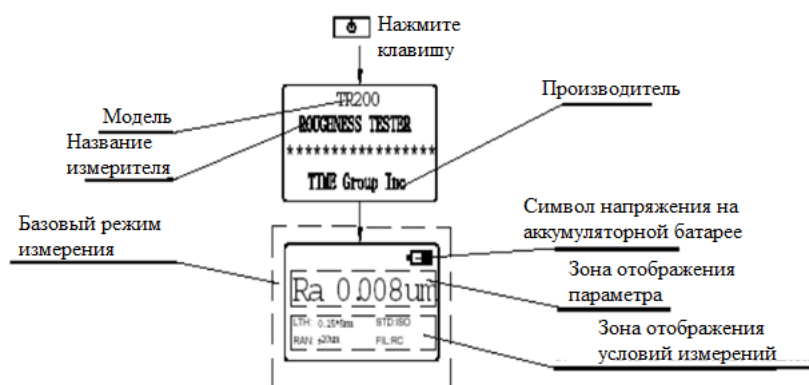 Нажмите
клавишу
Производитель
TR200
Модель
ROUGHNESS TESTER
Название
измерителя
*****************
TIME Group Inc
Символ напряжения на
аккумуляторной батарее
Базовый режим
измерения
Зона отображения
параметра
Ra 0.008um
LTH: 0.25*5mm STD:ISO
RAN: ±20um FIL:RC
Зона отображения
условий измерений